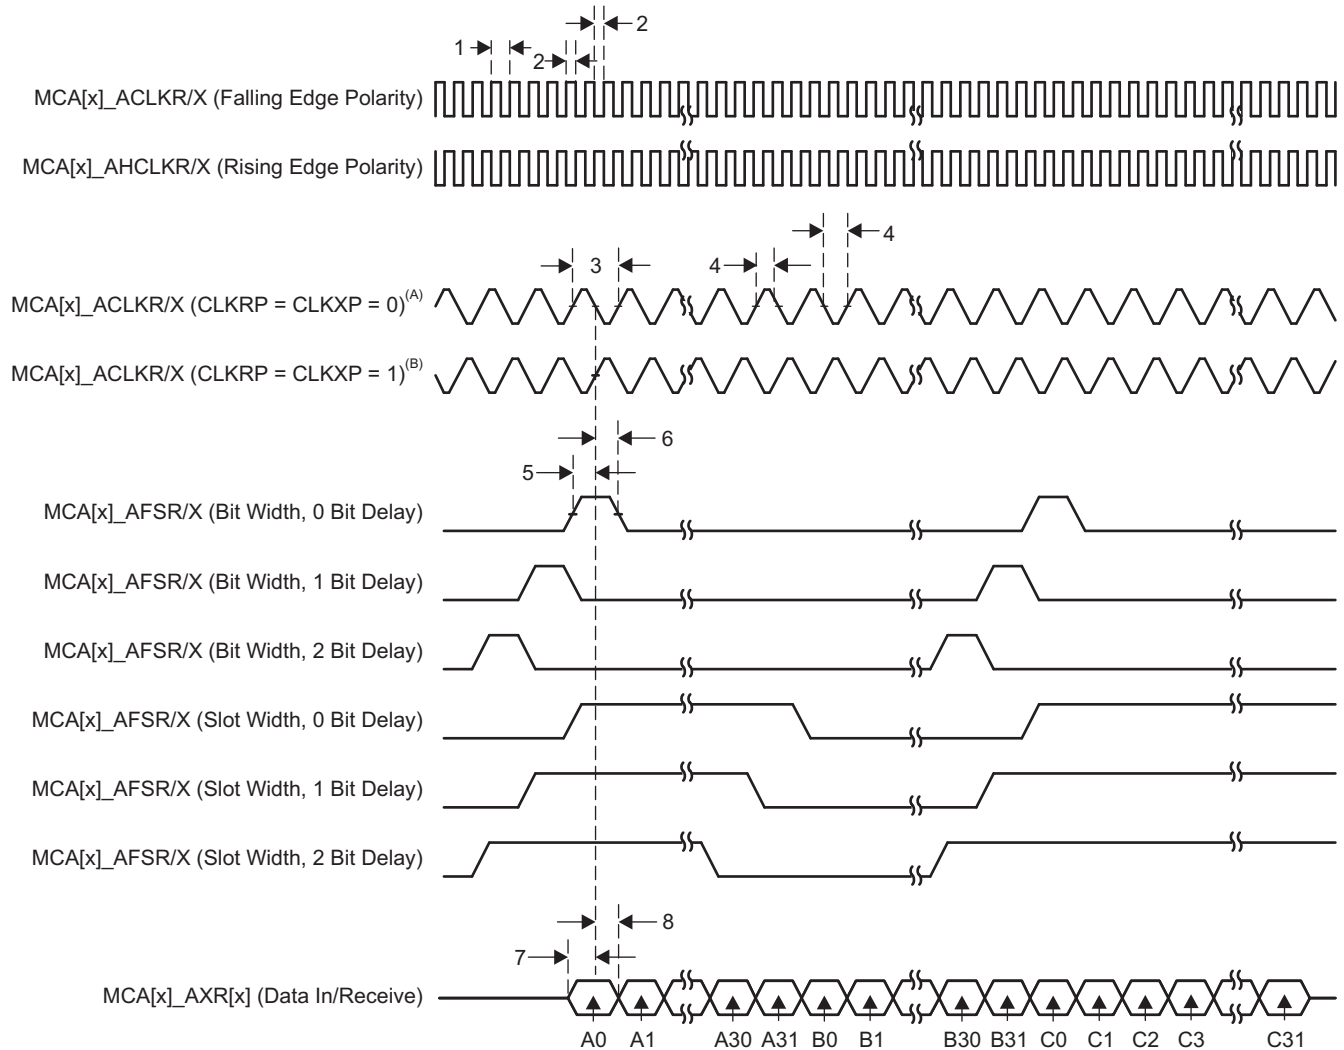 2
1
2
MCA[x]_ACLKR/X (Falling Edge Polarity)
MCA[x]_AHCLKR/X (Rising Edge Polarity)
4
3
4
MCA[x]_ACLKR/X (CLKRP = CLKXP = 0)(A)
MCA[x]_ACLKR/X (CLKRP = CLKXP = 1)(B)
6
5
MCA[x]_AFSR/X (Bit Width, 0 Bit Delay)
MCA[x]_AFSR/X (Bit Width, 1 Bit Delay)
MCA[x]_AFSR/X (Bit Width, 2 Bit Delay)
MCA[x]_AFSR/X (Slot Width, 0 Bit Delay)
MCA[x]_AFSR/X (Slot Width, 1 Bit Delay)
MCA[x]_AFSR/X (Slot Width, 2 Bit Delay)
8
7
MCA[x]_AXR[x] (Data In/Receive)
A0 A1 A30 A31 B0 B1 B30 B31 C0 C1 C2 C3 C31